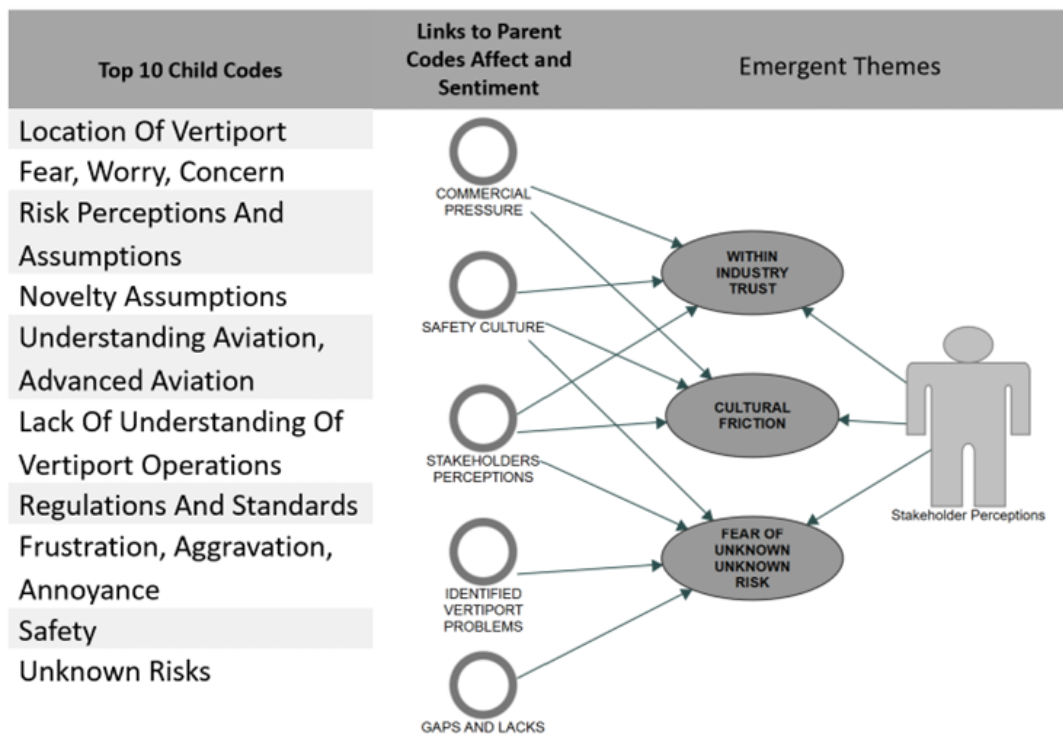 Top 10 Child Codes
Links to Parent
Codes Affect and
Sentiment
Emergent Themes
Location Of Vertiport
Fear, Worry, Concern
Risk Perceptions And
Assumptions
Novelty Assumptions
Understanding Aviation,
Advanced Aviation
Lack Of Understanding Of
Vertiport Operations
Regulations And Standards
Frustration, Aggravation,
Annoyance
Safety
Unknown Risks
COMMERCIAL
PRESSURE
SAFETY CULTURE
STAKEHOLDERS
PERCEPTIONS
IDENTIFIED
VERTIPORT
PROBLEMS
GAPS AND LACKS
WITHIN
INDUSTRY
TRUST
CULTURAL
FRICTION
FEAR OF
UNKNOWN
UNKNOWN
RISK
Stakeholder Perceptions